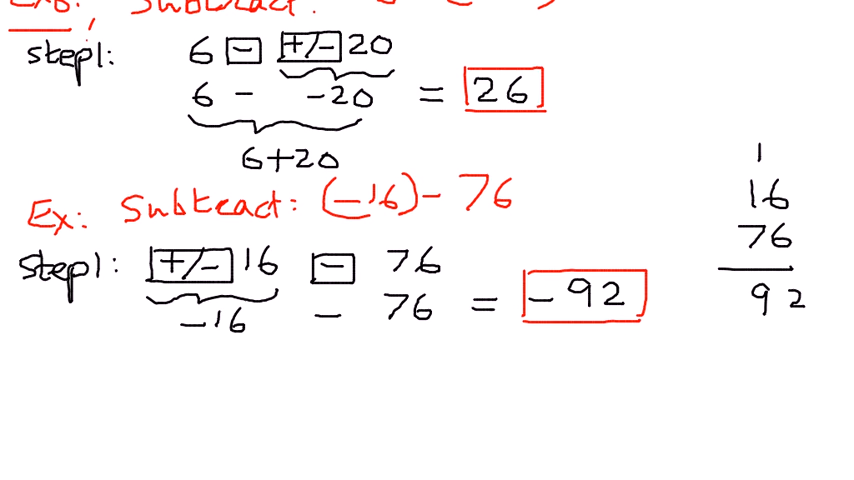 Subtract:
step1: 6 - +/- 20
6 - -20 = 26
6+20
Ex: Subtract: (-16) - 76
step1: +/- 16 - 76
-16 - 76 = -92
1
16
76
92